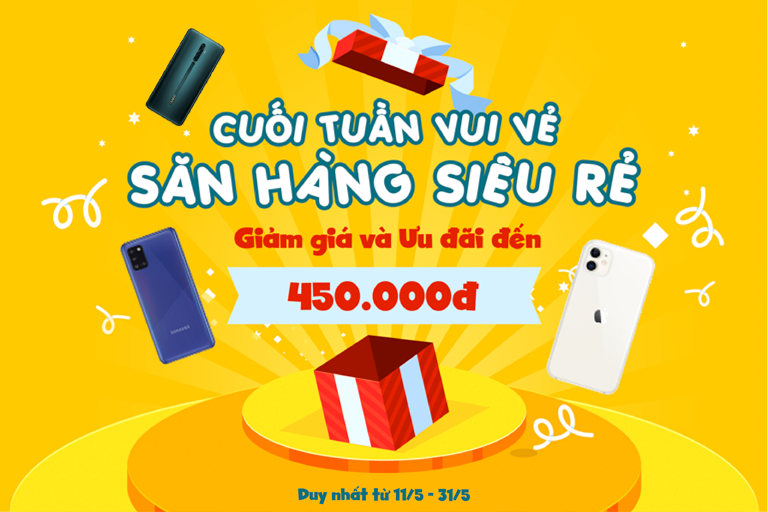 CUỐI TUẦN VUI VẺ
SĂN HÀNG SIÊU RẺ
Giảm giá và Ưu đãi đến
450.000đ
SAMSUNG
Duy nhất từ 11/5 - 31/5